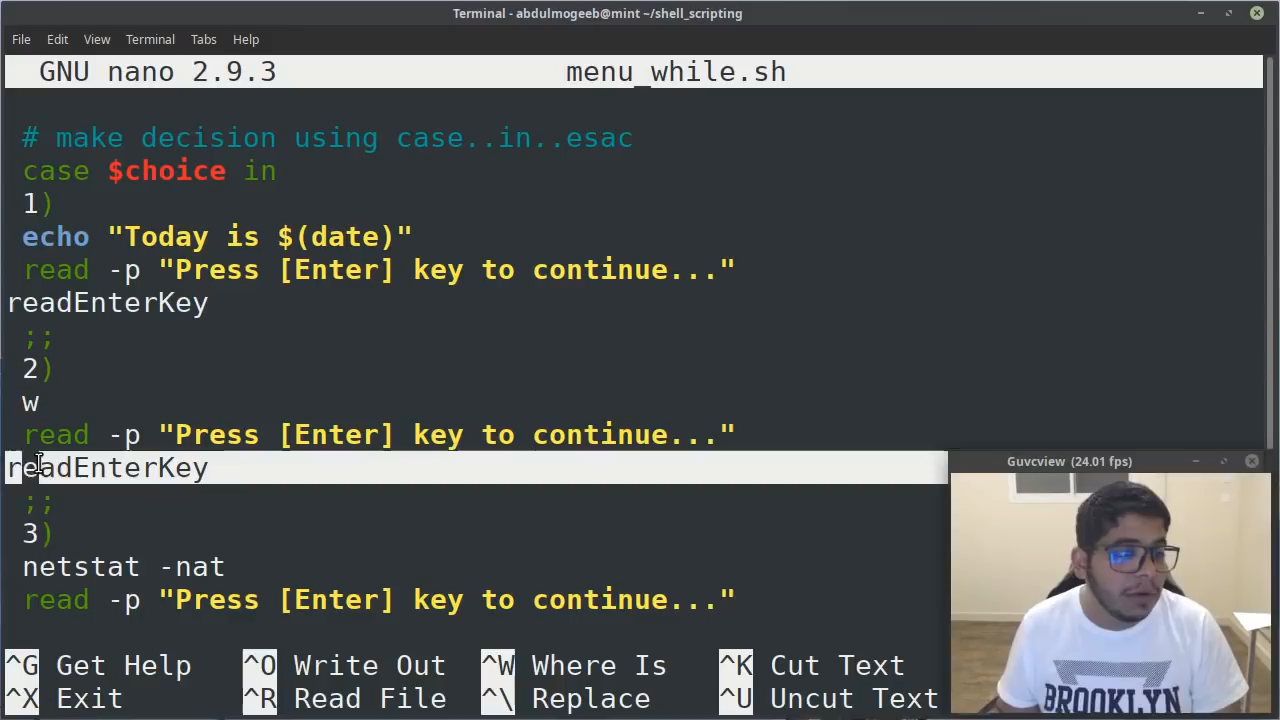 Terminal - abdulmogeeb@mint ~/shell_scripting
File Edit View Terminal Tabs Help
GNU nano 2.9.3 menu_while.sh
# make decision using case..in..esac
case $choice in
1)
echo "Today is $(date)"
read -p "Press [Enter] key to continue..."
readEnterKey
;;
2)
w
read -p "Press [Enter] key to continue..."
readEnterKey
;;
3)
netstat -nat
read -p "Press [Enter] key to continue..."
^G Get Help ^O Write Out ^W Where Is ^K Cut Text
^X Exit ^R Read File ^\ Replace ^U Uncut Text
Guvcview (24.01 fps)
BROOKLYN